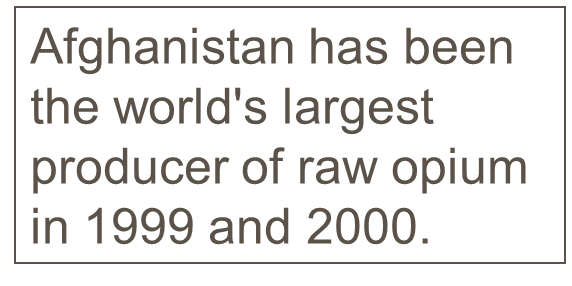 Afghanistan has been
the world's largest
producer of raw opium
in 1999 and 2000.